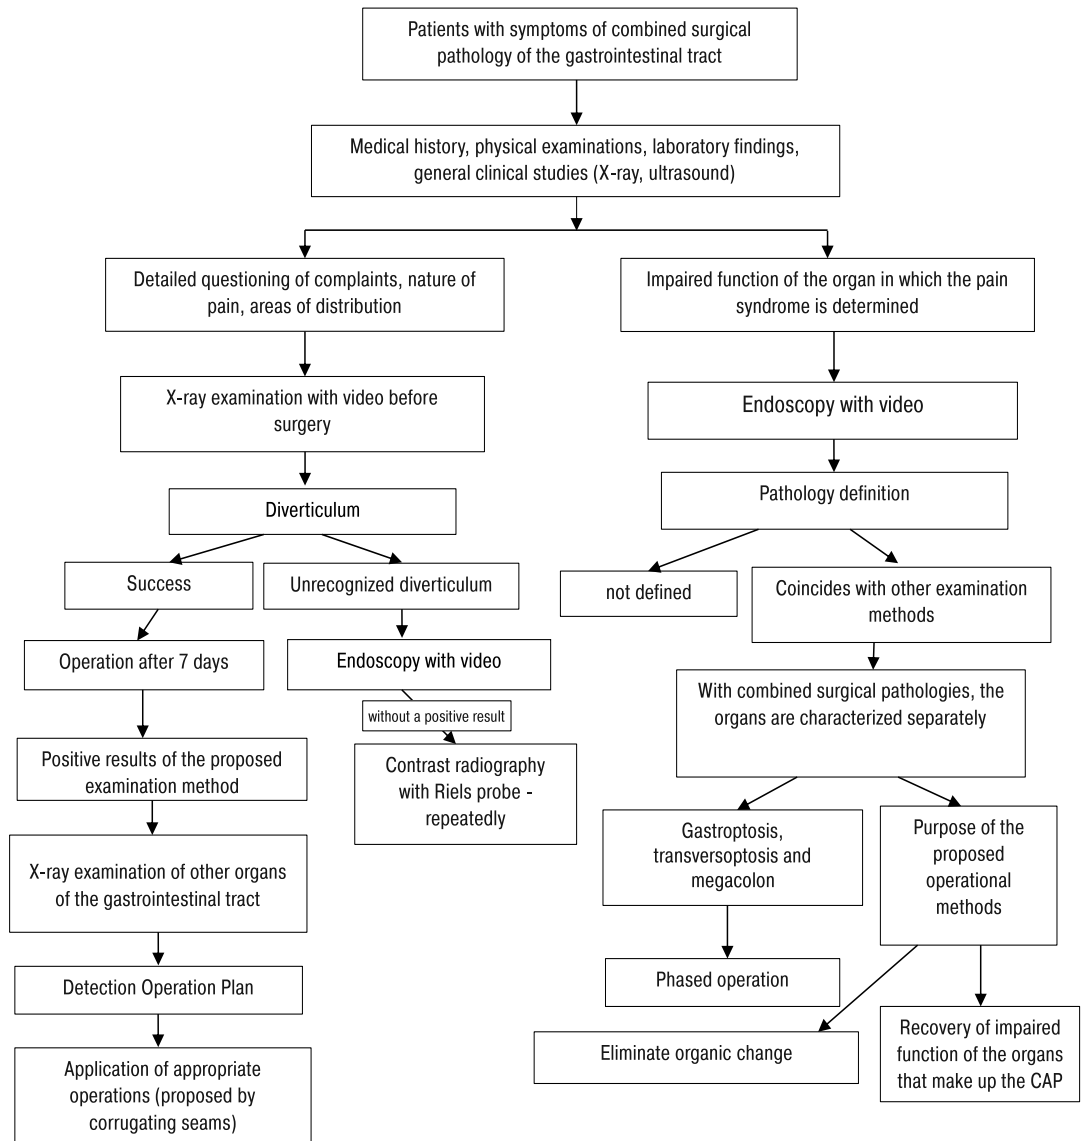 Patients with symptoms of combined surgical
pathology of the gastrointestinal tract
Medical history, physical examinations, laboratory findings,
general clinical studies (X-ray, ultrasound)
Detailed questioning of complaints, nature of
pain, areas of distribution
Impaired function of the organ in which the pain
syndrome is determined
X-ray examination with video before
surgery
Endoscopy with video
Diverticulum
Pathology definition
Success
Unrecognized diverticulum
not defined
Coincides with other examination
methods
Operation after 7 days
Endoscopy with video
without a positive result
With combined surgical pathologies, the
organs are characterized separately
Positive results of the proposed
examination method
Contrast radiography
with Riels probe -
repeatedly
Gastroptosis,
transversoptosis and
megacolon
Purpose of the
proposed
operational
methods
X-ray examination of other organs
of the gastrointestinal tract
Phased operation
Detection Operation Plan
Eliminate organic change
Recovery of impaired
function of the organs
that make up the CAP
Application of appropriate
operations (proposed by
corrugating seams)